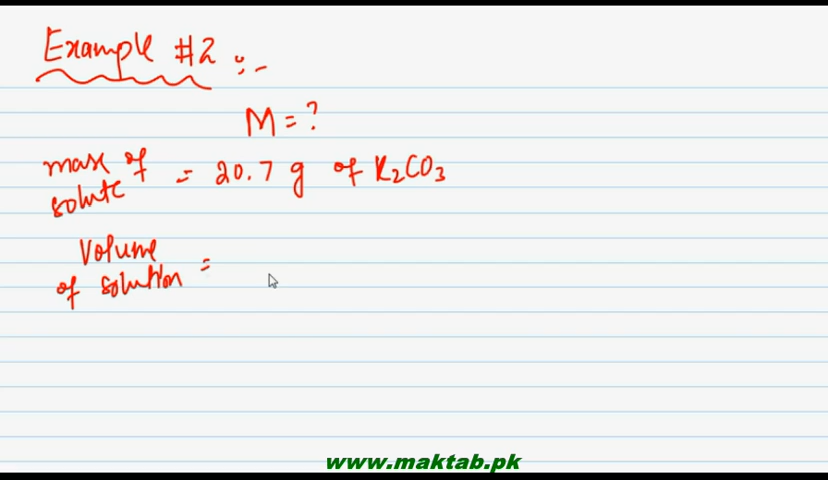 Example #2 :-
M = ?
mass of solute = 20.7 g of K₂CO₃
Volume of solution =
www.maktab.pk